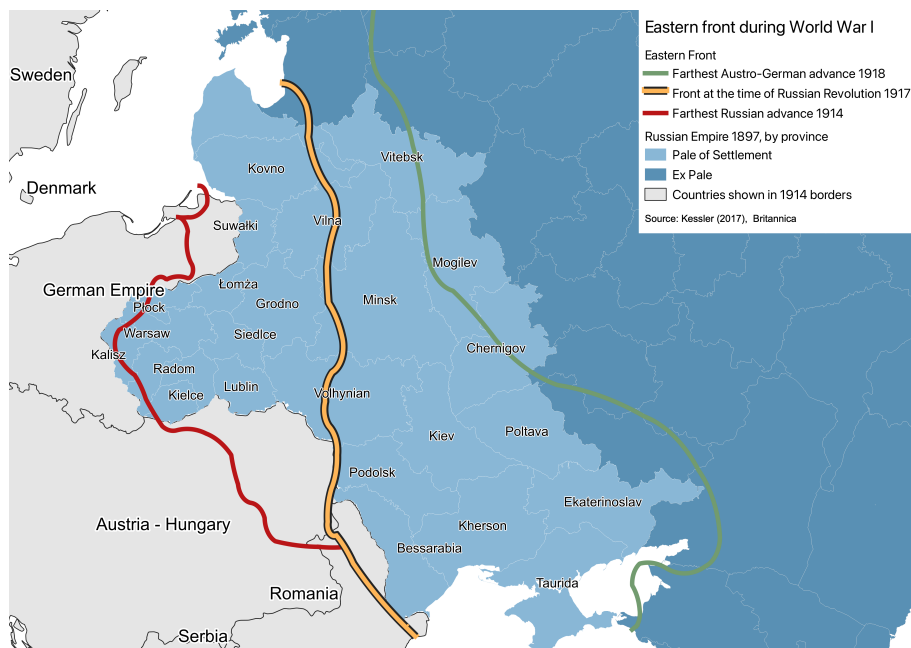 Eastern front during World War I
Eastern Front
Farthest Austro-German advance 1918
Front at the time of Russian Revolution 1917
Farthest Russian advance 1914
Russian Empire 1897, by province
Pale of Settlement
Ex Pale
Countries shown in 1914 borders
Source: Kessler (2017), Britannica
Sweden
Vitebsk
Kovno
Denmark
Vilna
Suwałki
Mogilev
Łomża
German Empire
Minsk
Grodno
Płock
Warsaw
Siedlce
Chernigov
Kalisz
Radom
Lublin
Kielce
Volhynian
Poltava
Kiev
Podolsk
Ekaterinoslav
Austria - Hungary
Kherson
Bessarabia
Taurida
Romania
Serbia